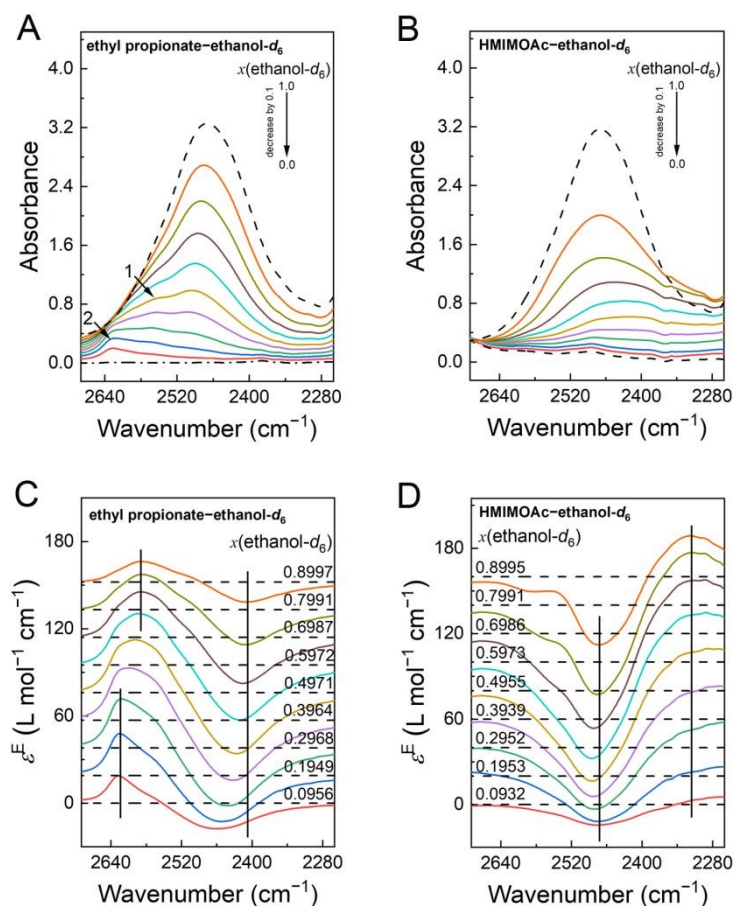 A
ethyl propionate−ethanol-d6
x(ethanol-d6)
1.0
decrease by 0.1
0.0
1
2
4.0
3.2
2.4
1.6
0.8
0.0
Absorbance
2640 2520 2400 2280
Wavenumber (cm−1)
B
HMIMOAc−ethanol-d6
x(ethanol-d6)
1.0
decrease by 0.1
0.0
4.0
3.2
2.4
1.6
0.8
0.0
Absorbance
2640 2520 2400 2280
Wavenumber (cm−1)
C
ethyl propionate−ethanol-d6
x(ethanol-d6)
0.8997
0.7991
0.6987
0.5972
0.4971
0.3964
0.2968
0.1949
0.0956
180
120
60
0
εE (L mol−1 cm−1)
2640 2520 2400 2280
Wavenumber (cm−1)
D
HMIMOAc−ethanol-d6
x(ethanol-d6)
0.8995
0.7991
0.6986
0.5973
0.4955
0.3939
0.2952
0.1953
0.0932
180
120
60
0
εE (L mol−1 cm−1)
2640 2520 2400 2280
Wavenumber (cm−1)